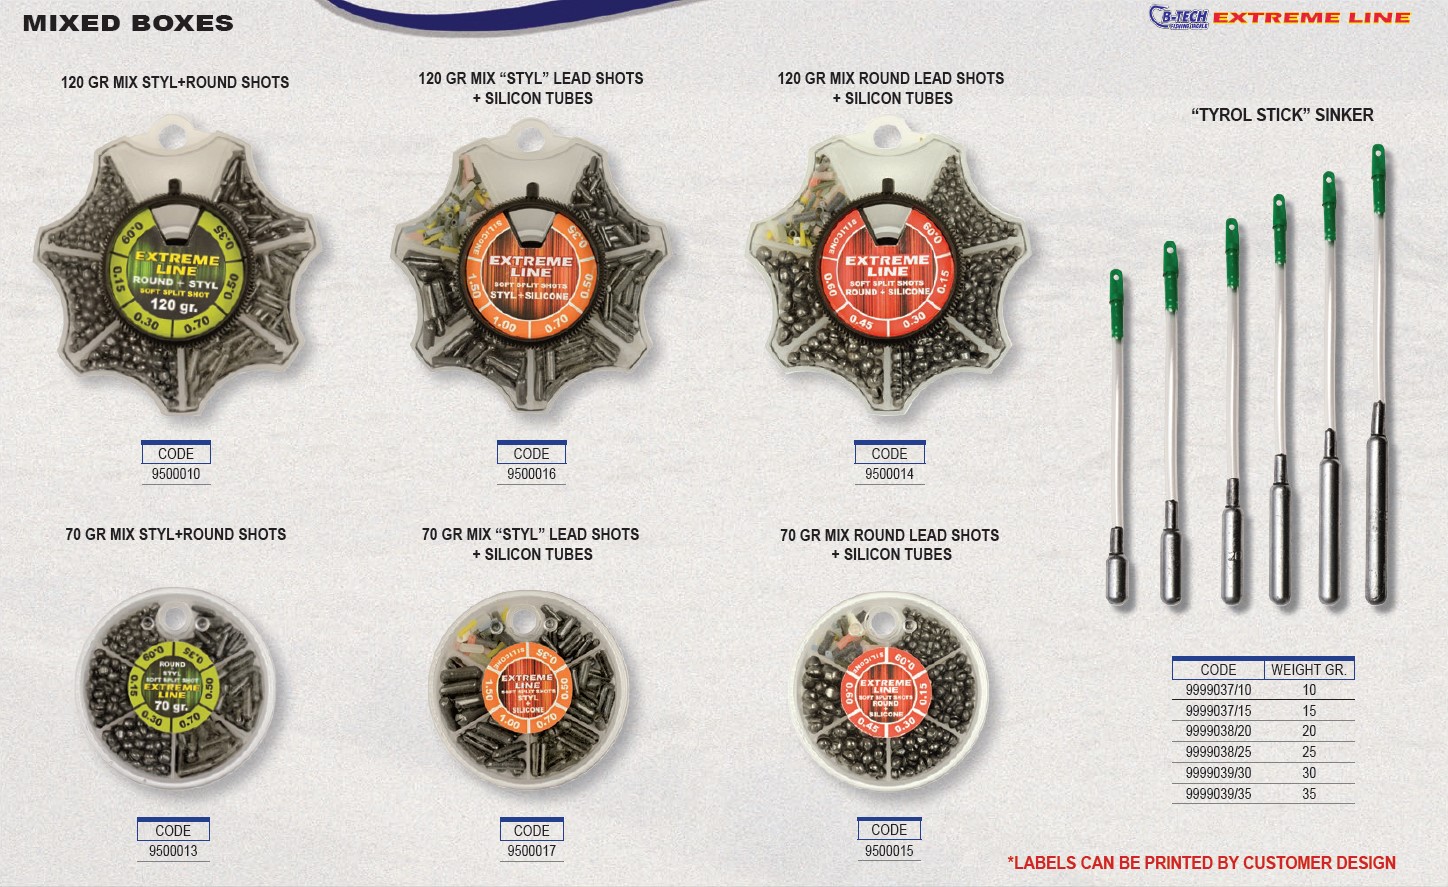 MIXED BOXES
B-TECH
FISHING TACKLE
EXTREME LINE
120 GR MIX STYL+ROUND SHOTS
0.09
0.35
0.15
0.50
0.30
0.70
EXTREME
LINE
ROUND + STYL
SOFT SPLIT SHOT
120 gr.
CODE
9500010
120 GR MIX “STYL” LEAD SHOTS
+ SILICON TUBES
SILICONE
0.35
1.50
0.50
1.00
0.70
EXTREME
LINE
SOFT SPLIT SHOTS
STYL+SILICONE
CODE
9500016
120 GR MIX ROUND LEAD SHOTS
+ SILICON TUBES
SILICONE
0.09
0.60
0.15
0.45
0.30
EXTREME
LINE
SOFT SPLIT SHOTS
ROUND + SILICONE
CODE
9500014
“TYROL STICK” SINKER
70 GR MIX STYL+ROUND SHOTS
0.09
0.35
0.15
0.50
0.30
0.70
ROUND
STYL
SOFT SPLIT SHOT
EXTREME
LINE
70 gr.
CODE
9500013
70 GR MIX “STYL” LEAD SHOTS
+ SILICON TUBES
SILICONE
0.35
1.50
0.50
1.00
0.70
EXTREME
LINE
SOFT SPLIT SHOTS
STYL
+
SILICONE
CODE
9500017
70 GR MIX ROUND LEAD SHOTS
+ SILICON TUBES
SILICONE
0.09
0.60
0.15
0.45
0.30
EXTREME
LINE
SOFT SPLIT SHOTS
ROUND
+
SILICONE
CODE
9500015
CODE WEIGHT GR.
9999037/10 10
9999037/15 15
9999038/20 20
9999038/25 25
9999039/30 30
9999039/35 35
*LABELS CAN BE PRINTED BY CUSTOMER DESIGN